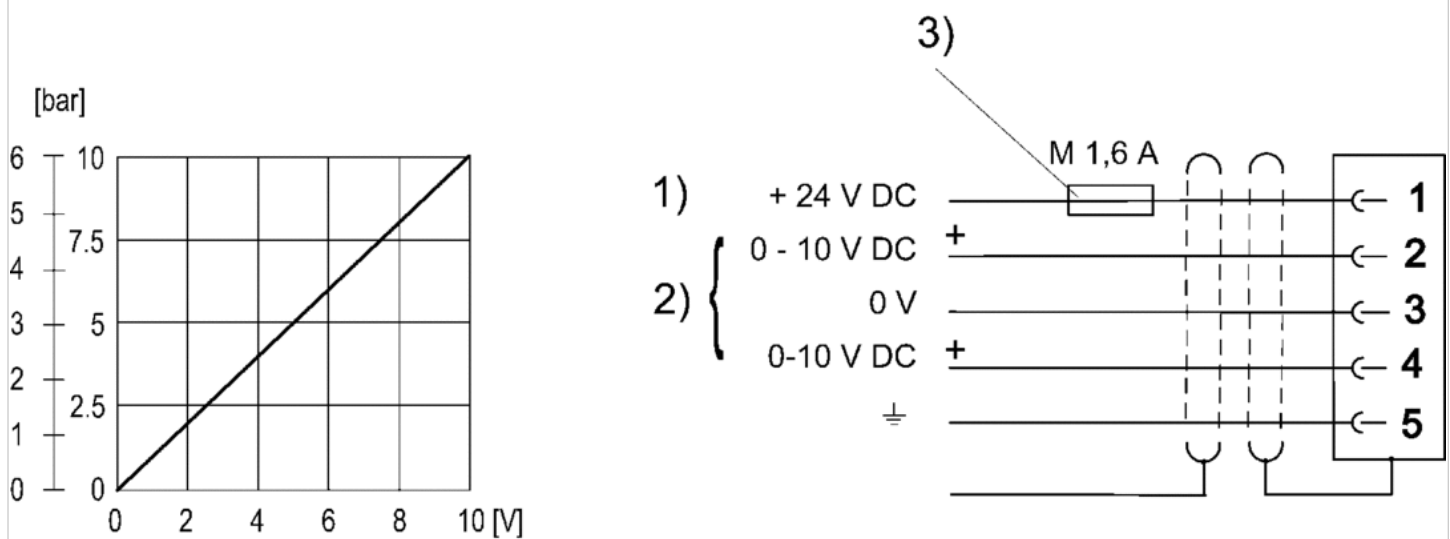 [bar]
6 10
5
7.5
4
3 5
2
2.5
1
0 0
0 2 4 6 8 10 [V]
3)
M 1,6 A
1) + 24 V DC 1
0 - 10 V DC + 2
2) 0 V 3
0-10 V DC + 4
5